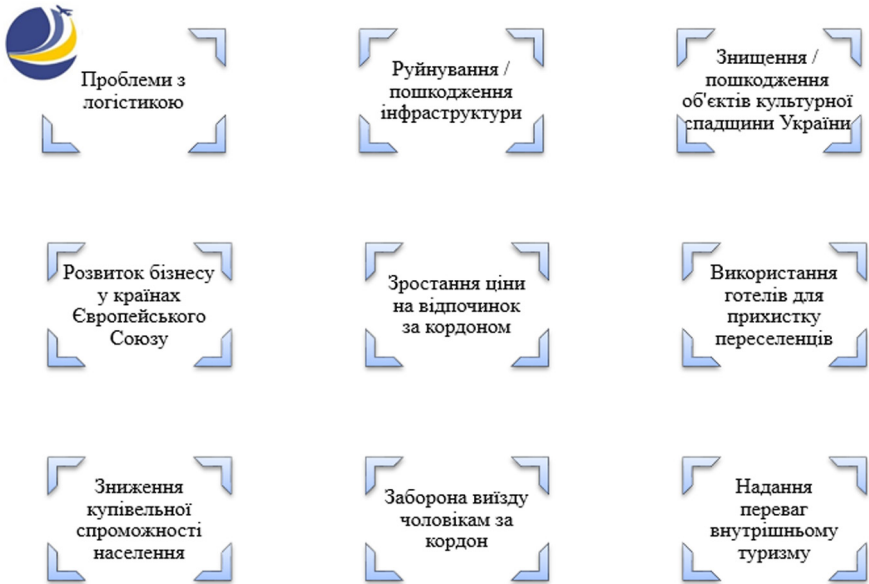 Проблеми з
логістикою
Руйнування /
пошкодження
інфраструктури
Знищення /
пошкодження
об'єктів культурної
спадщини України
Розвиток бізнесу
у країнах
Європейського
Союзу
Зростання ціни
на відпочинок
за кордоном
Використання
готелів для
прихистку
переселенців
Зниження
купівельної
спроможності
населення
Заборона виїзду
чоловікам за
кордон
Надання
переваг
внутрішньому
туризму